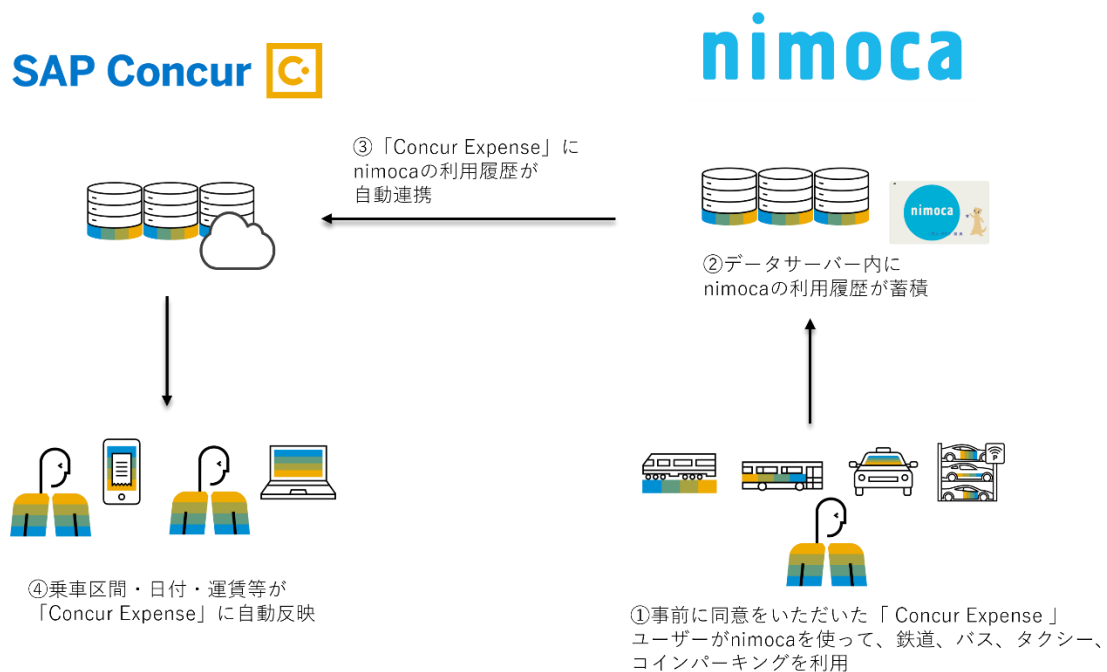 SAP Concur C
nimoca
③「Concur Expense」に
nimocaの利用履歴が
自動連携
nimoca
②データサーバー内に
nimocaの利用履歴が蓄積
P
④乗車区間・日付・運賃等が
「Concur Expense」に自動反映
①事前に同意をいただいた「 Concur Expense 」
ユーザーがnimocaを使って、鉄道、バス、タクシー、
コインパーキングを利用